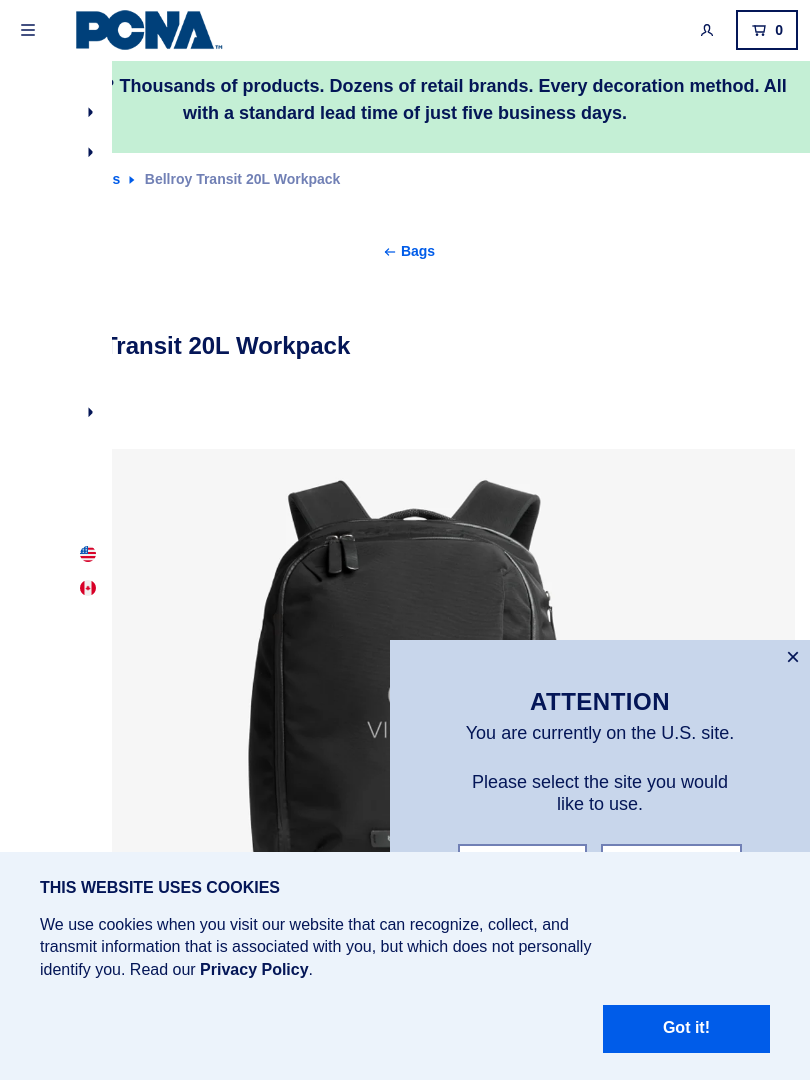 PCNA™
0
? Thousands of products. Dozens of retail brands. Every decoration method. All
with a standard lead time of just five business days.
s Bellroy Transit 20L Workpack
Bags
Transit 20L Workpack
VI
ATTENTION
You are currently on the U.S. site.
Please select the site you would
like to use.
THIS WEBSITE USES COOKIES
We use cookies when you visit our website that can recognize, collect, and
transmit information that is associated with you, but which does not personally
identify you. Read our Privacy Policy.
Got it!